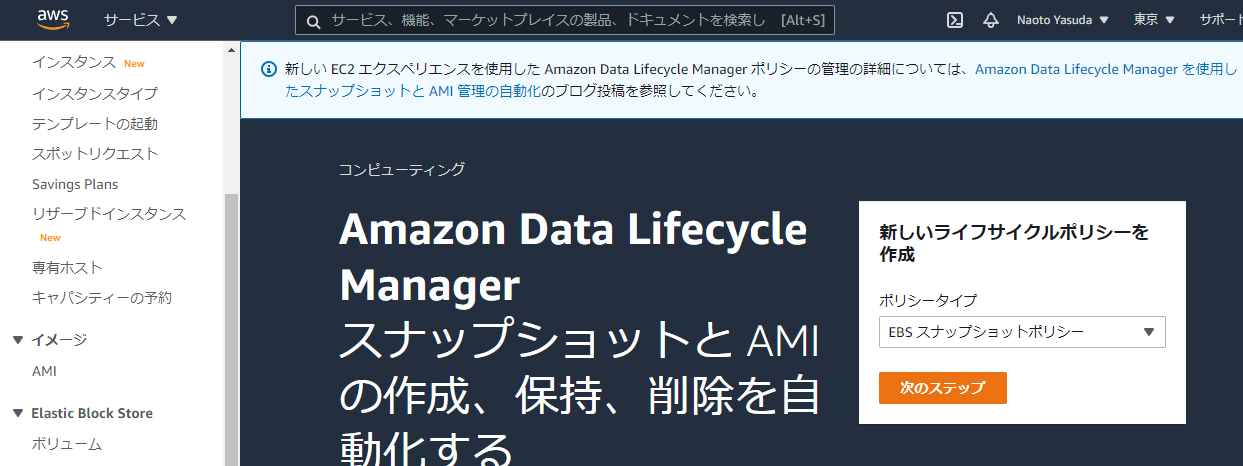 aws サービス ▼ サービス、機能、マーケットプレイスの製品、ドキュメントを検索し [Alt+S] Naoto Yasuda ▼ 東京 ▼ サポート
インスタンス New
インスタンスタイプ
テンプレートの起動
スポットリクエスト
Savings Plans
リザーブドインスタンス
New
専有ホスト
キャパシティーの予約
▼ イメージ
AMI
▼ Elastic Block Store
ボリューム
新しい EC2 エクスペリエンスを使用した Amazon Data Lifecycle Manager ポリシーの管理の詳細については、Amazon Data Lifecycle Manager を使用し
たスナップショットと AMI 管理の自動化のブログ投稿を参照してください。
コンピューティング
Amazon Data Lifecycle
Manager
スナップショットと AMI
の作成、保持、削除を自
動化する
新しいライフサイクルポリシーを
作成
ポリシータイプ
EBS スナップショットポリシー ▼
次のステップ